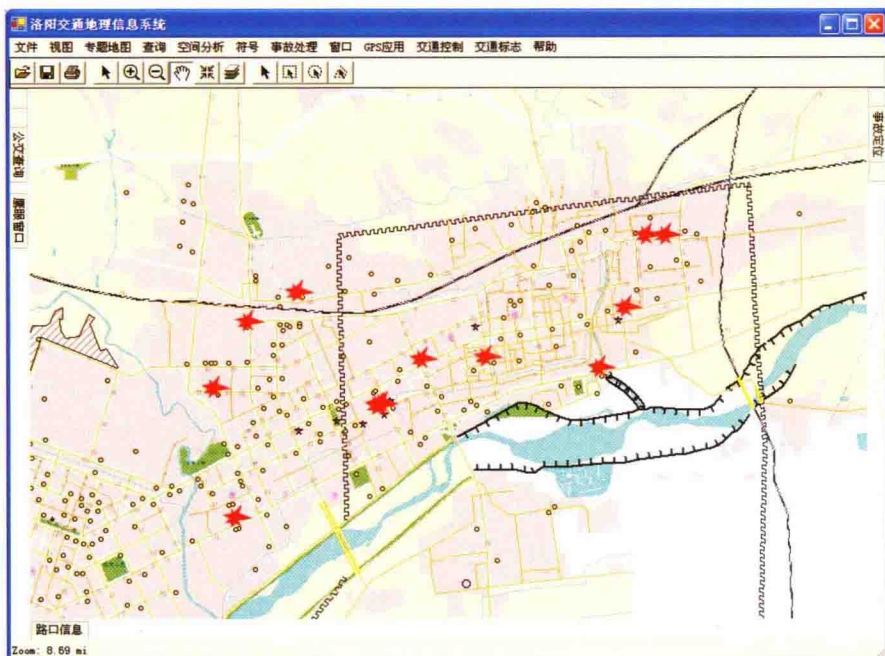 洛阳交通地理信息系统
文件 视图 专题地图 查询 空间分析 符号 事故处理 窗口 GPS应用 交通控制 交通标志 帮助
公交查询
事故定位
鹰眼窗口
路口信息
Zoom: 8.69 mi